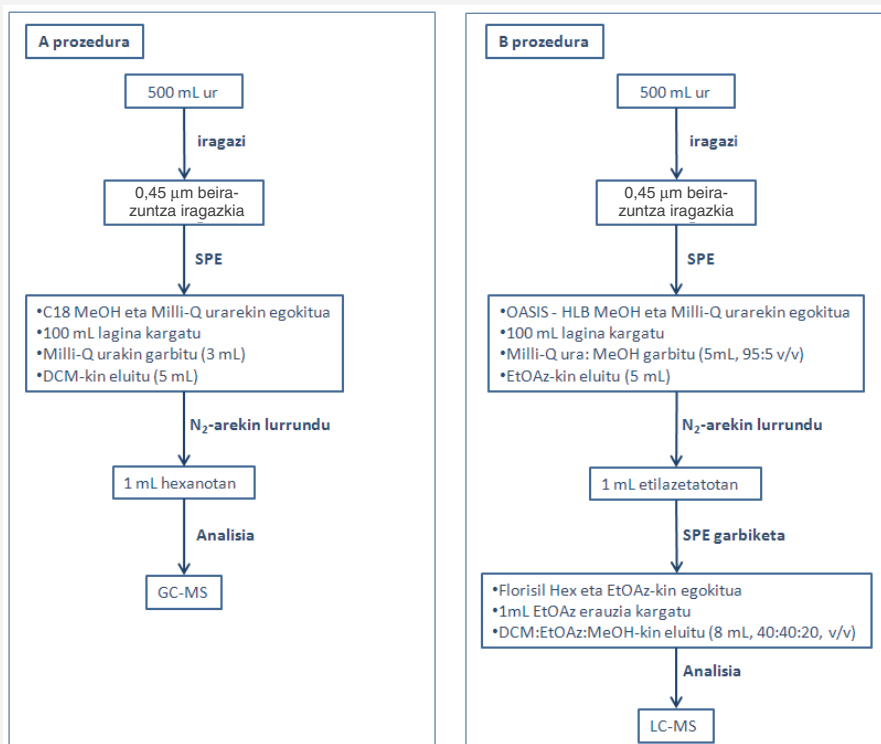 A prozedura
500 mL ur
iragazi
0,45 µm beira-
zuntza iragazkia
SPE
•C18 MeOH eta Milli-Q urarekin egokitua
•100 mL lagina kargatu
•Milli-Q urakin garbitu (3 mL)
•DCM-kin eluitu (5 mL)
N₂-arekin lurrundu
1 mL hexanotan
Analisia
GC-MS
B prozedura
500 mL ur
iragazi
0,45 µm beira-
zuntza iragazkia
SPE
•OASIS - HLB MeOH eta Milli-Q urarekin egokitua
•100 mL lagina kargatu
•Milli-Q ura: MeOH garbitu (5mL, 95:5 v/v)
•EtOAz-kin eluitu (5 mL)
N₂-arekin lurrundu
1 mL etilazetatotan
SPE garbiketa
•Florisil Hex eta EtOAz-kin egokitua
•1mL EtOAz erauzia kargatu
•DCM:EtOAz:MeOH-kin eluitu (8 mL, 40:40:20, v/v)
Analisia
LC-MS